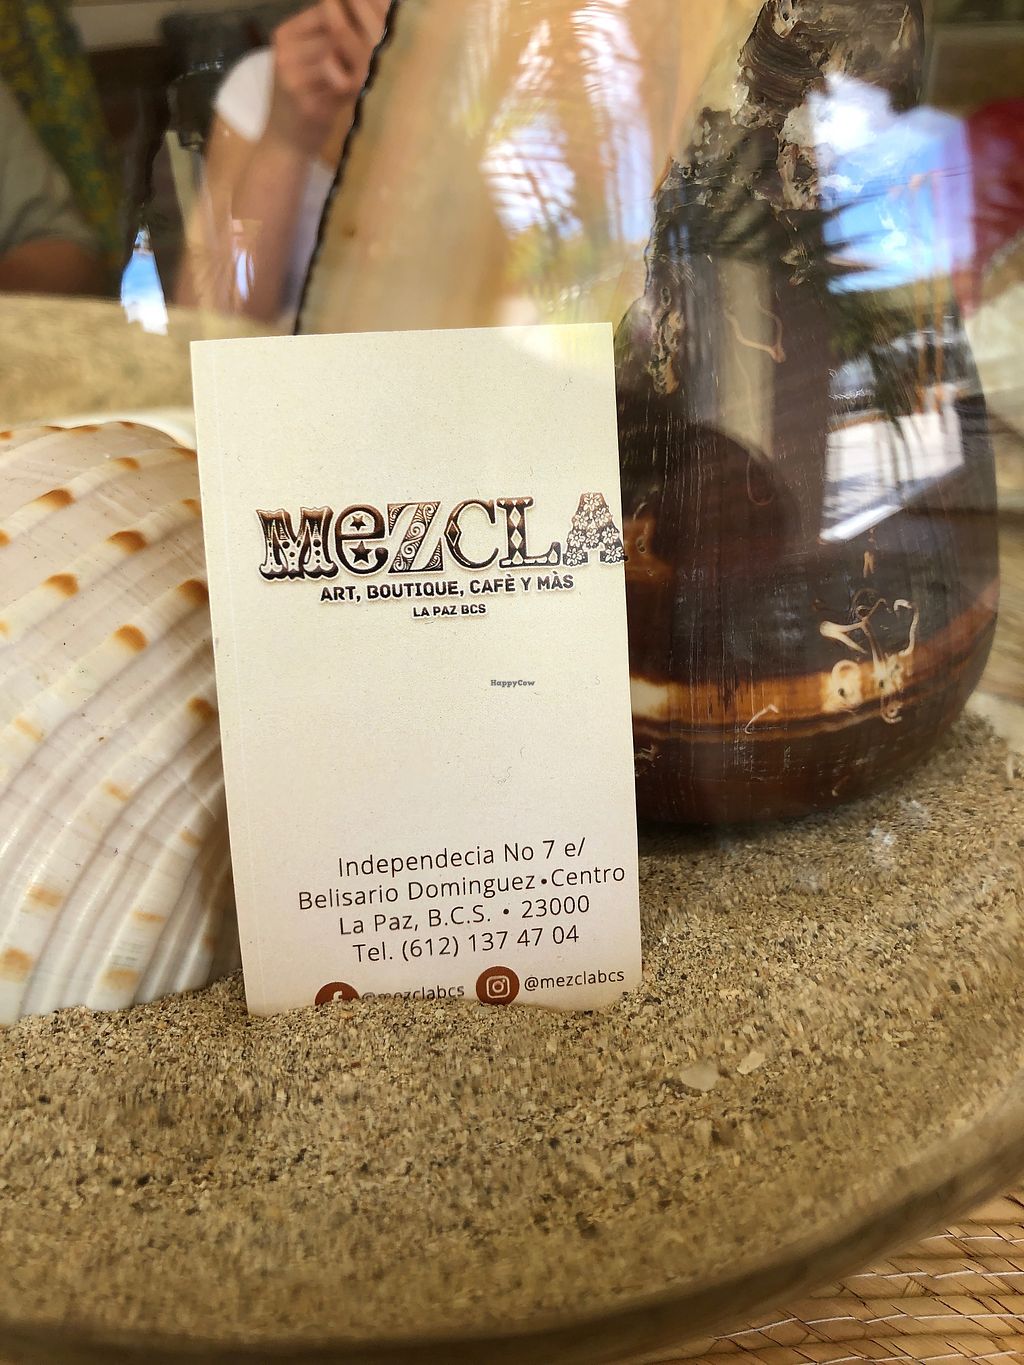 MeZCLA
ART, BOUTIQUE, CAFÈ Y MÀS
LA PAZ BCS
HappyCow
Independecia No 7 e/
Belisario Dominguez • Centro
La Paz, B.C.S. • 23000
Tel. (612) 137 47 04
f @mezclabcs @mezclabcs